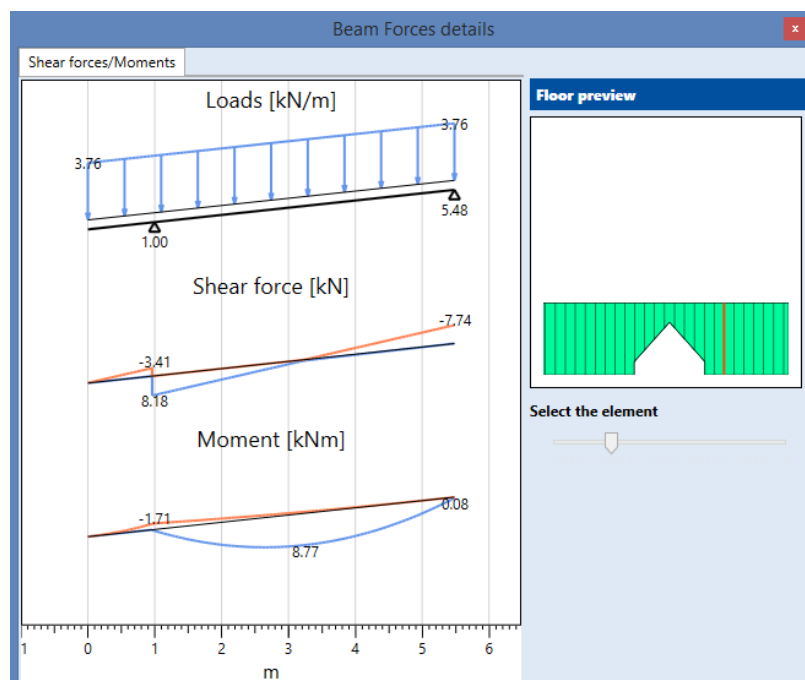 Beam Forces details
x
Shear forces/Moments
Loads [kN/m]
3.76
3.76
1.00
5.48
Shear force [kN]
-3.41
8.18
-7.74
Moment [kNm]
-1.71
8.77
0.08
1 0 1 2 3 4 5 6
m
Floor preview
Select the element